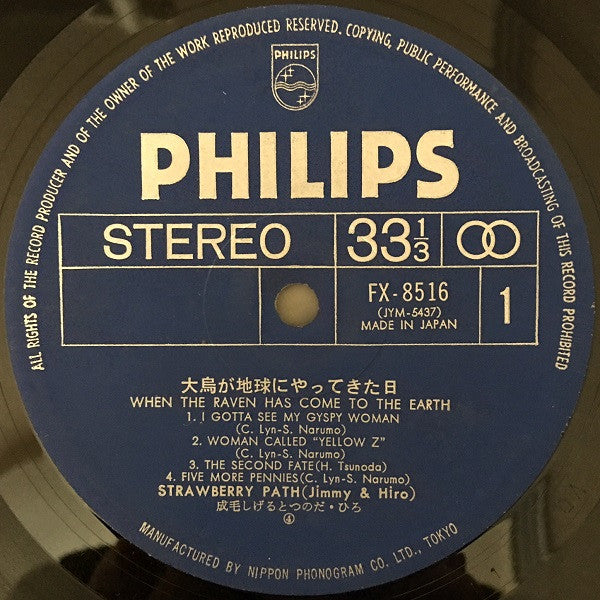 ALL RIGHTS OF THE RECORD PRODUCER AND OF THE OWNER OF THE WORK REPRODUCED RESERVED. COPYING, PUBLIC PERFORMANCE AND BROADCASTING OF THIS RECORD PROHIBITED
PHILIPS
PHILIPS
STEREO 33 1/3
FX-8516 1
(JYM-5437)
MADE IN JAPAN
大烏が地球にやってきた日
WHEN THE RAVEN HAS COME TO THE EARTH
1. I GOTTA SEE MY GYSPY WOMAN
(C. Lyn-S. Narumo)
2. WOMAN CALLED "YELLOW Z"
(C. Lyn-S. Narumo)
3. THE SECOND FATE(H. Tsunoda)
4. FIVE MORE PENNIES(C. Lyn-S. Narumo)
STRAWBERRY PATH(Jimmy & Hiro)
成毛しげるとつのだ・ひろ
④
MANUFACTURED BY NIPPON PHONOGRAM CO. LTD., TOKYO